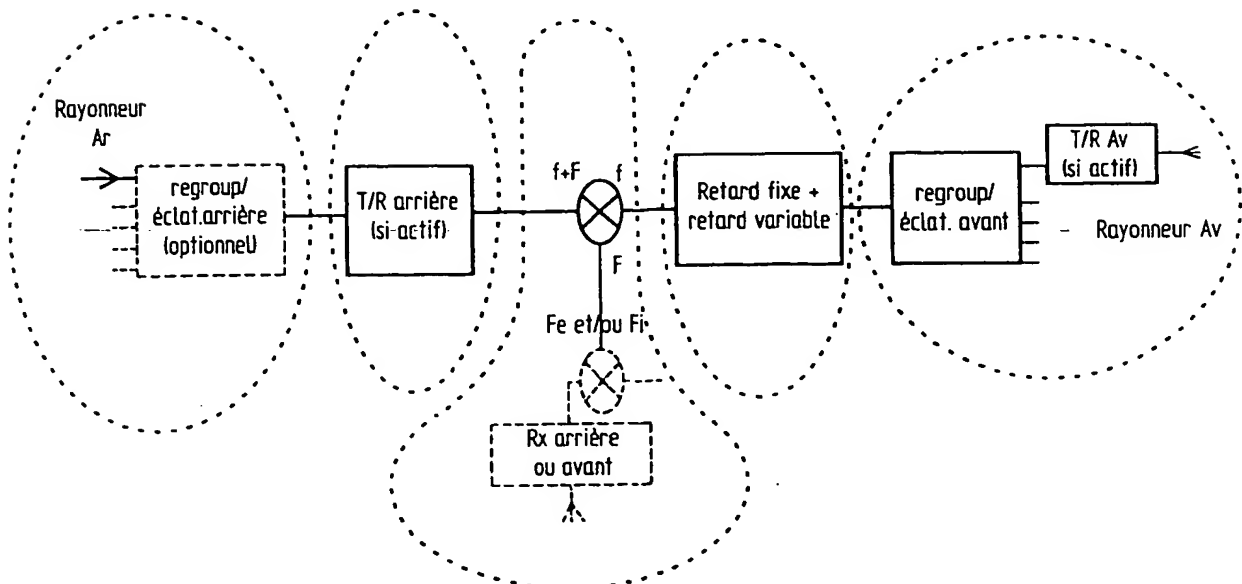 Rayonneur
Ar
regroup/
éclat.arrière
(optionnel)
T/R arrière
(si actif)
f+F
f
F
Fe et/ou Fi
Rx arrière
ou avant
Retard fixe +
retard variable
regroup/
éclat. avant
T/R Av
(si actif)
Rayonneur Av